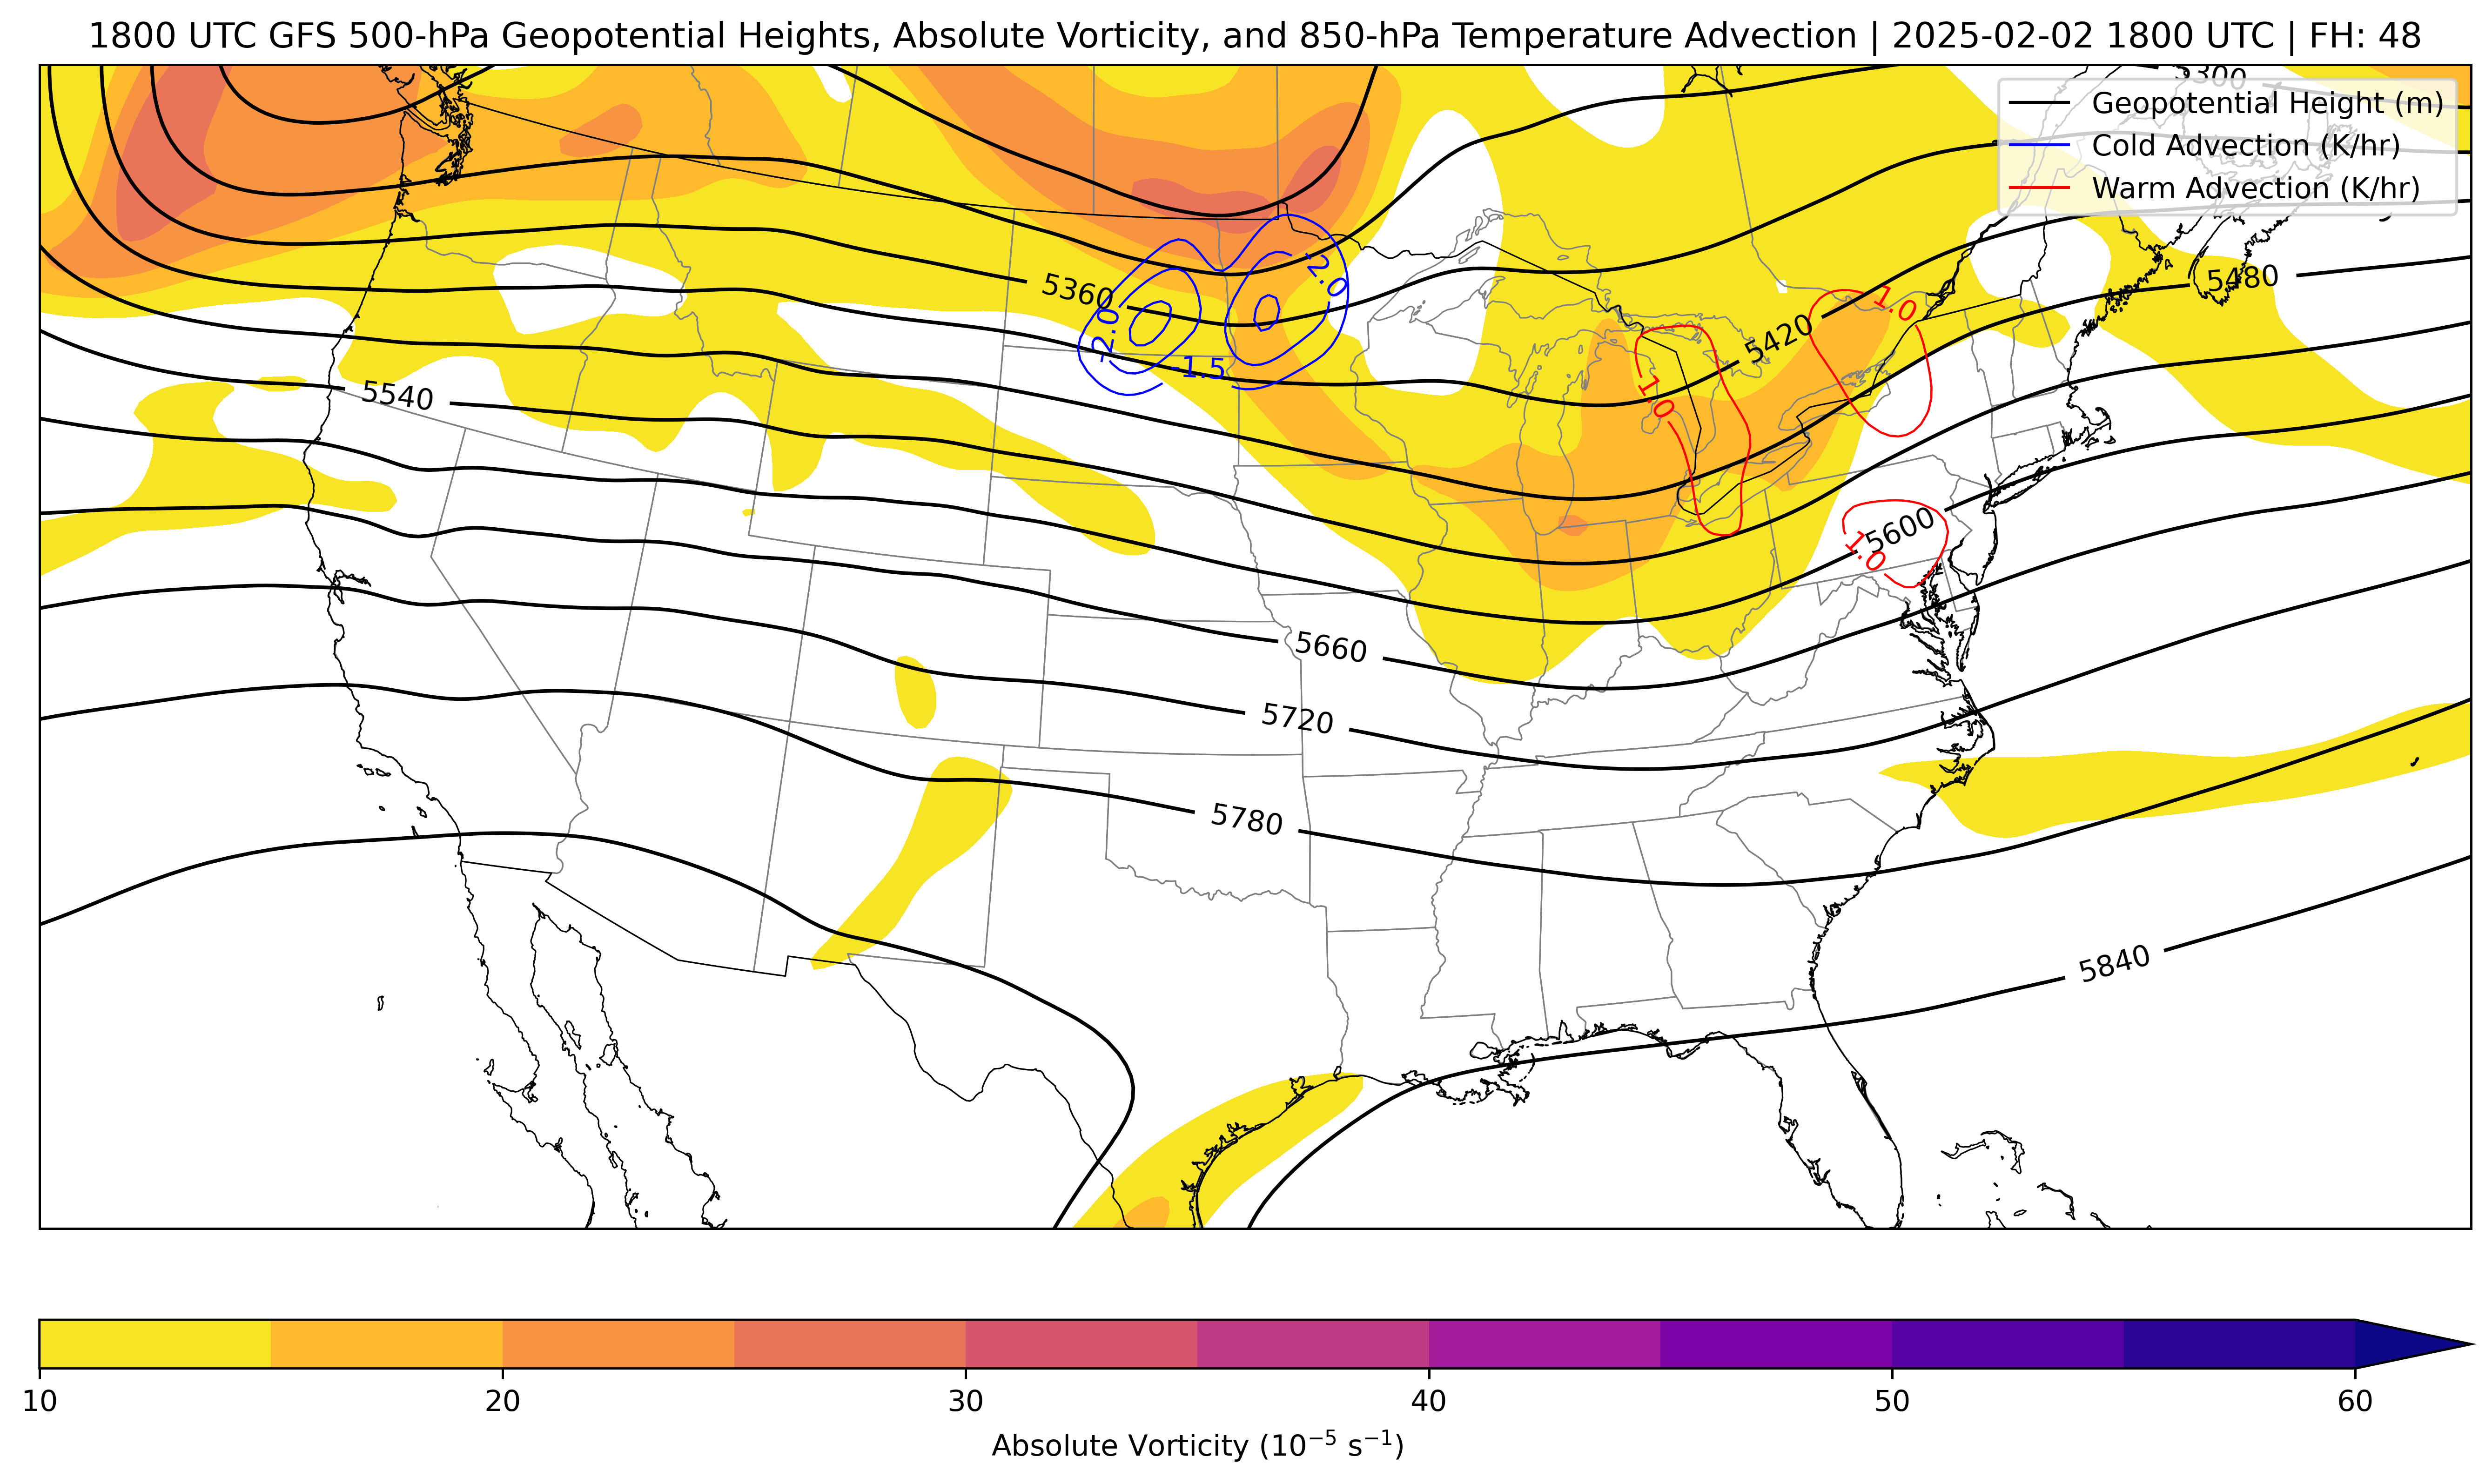 1800 UTC GFS 500-hPa Geopotential Heights, Absolute Vorticity, and 850-hPa Temperature Advection | 2025-02-02 1800 UTC | FH: 48
5300
Geopotential Height (m)
Cold Advection (K/hr)
Warm Advection (K/hr)
5360
-2.0
-2.0
-1.5
5420
1.0
5480
1.0
5540
5600
1.0
5660
5720
5780
5840
10 20 30 40 50 60
Absolute Vorticity (10⁻⁵ s⁻¹)